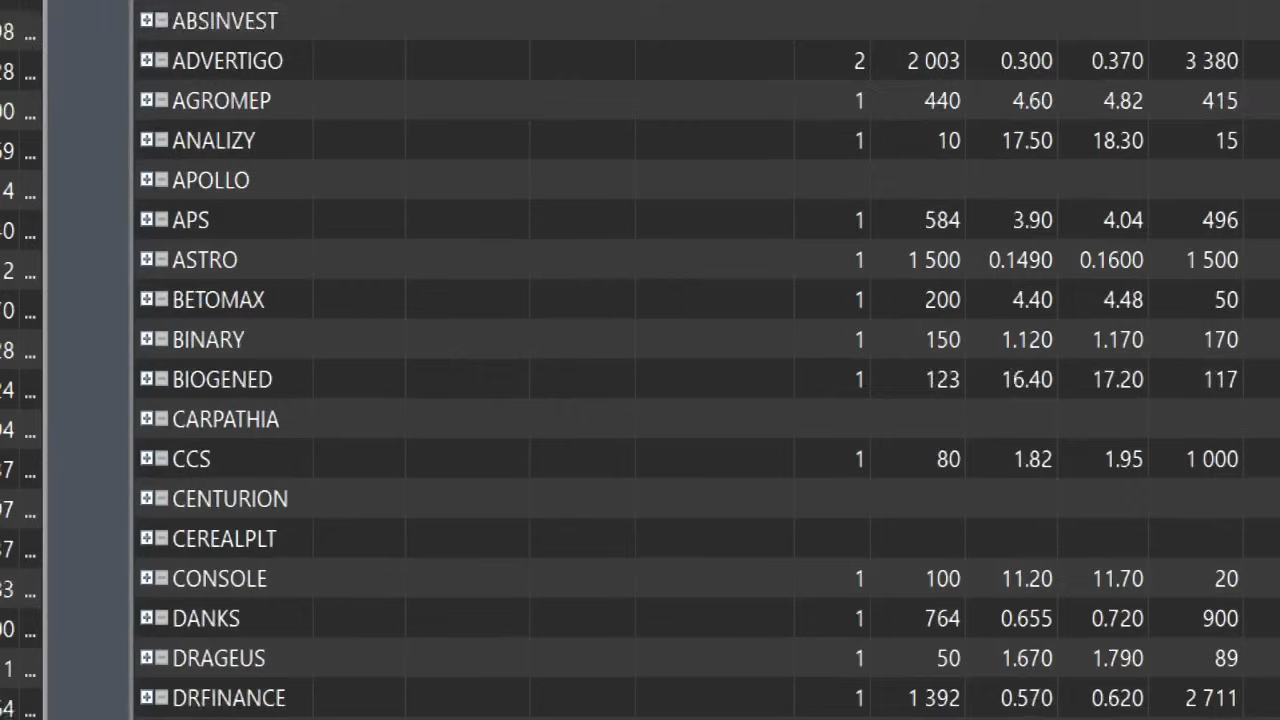 ABSINVEST
ADVERTIGO 2 2 003 0.300 0.370 3 380
AGROMEP 1 440 4.60 4.82 415
ANALIZY 1 10 17.50 18.30 15
APOLLO
APS 1 584 3.90 4.04 496
ASTRO 1 1 500 0.1490 0.1600 1 500
BETOMAX 1 200 4.40 4.48 50
BINARY 1 150 1.120 1.170 170
BIOGENED 1 123 16.40 17.20 117
CARPATHIA
CCS 1 80 1.82 1.95 1 000
CENTURION
CEREALPLT
CONSOLE 1 100 11.20 11.70 20
DANKS 1 764 0.655 0.720 900
DRAGEUS 1 50 1.670 1.790 89
DRFINANCE 1 1 392 0.570 0.620 2 711